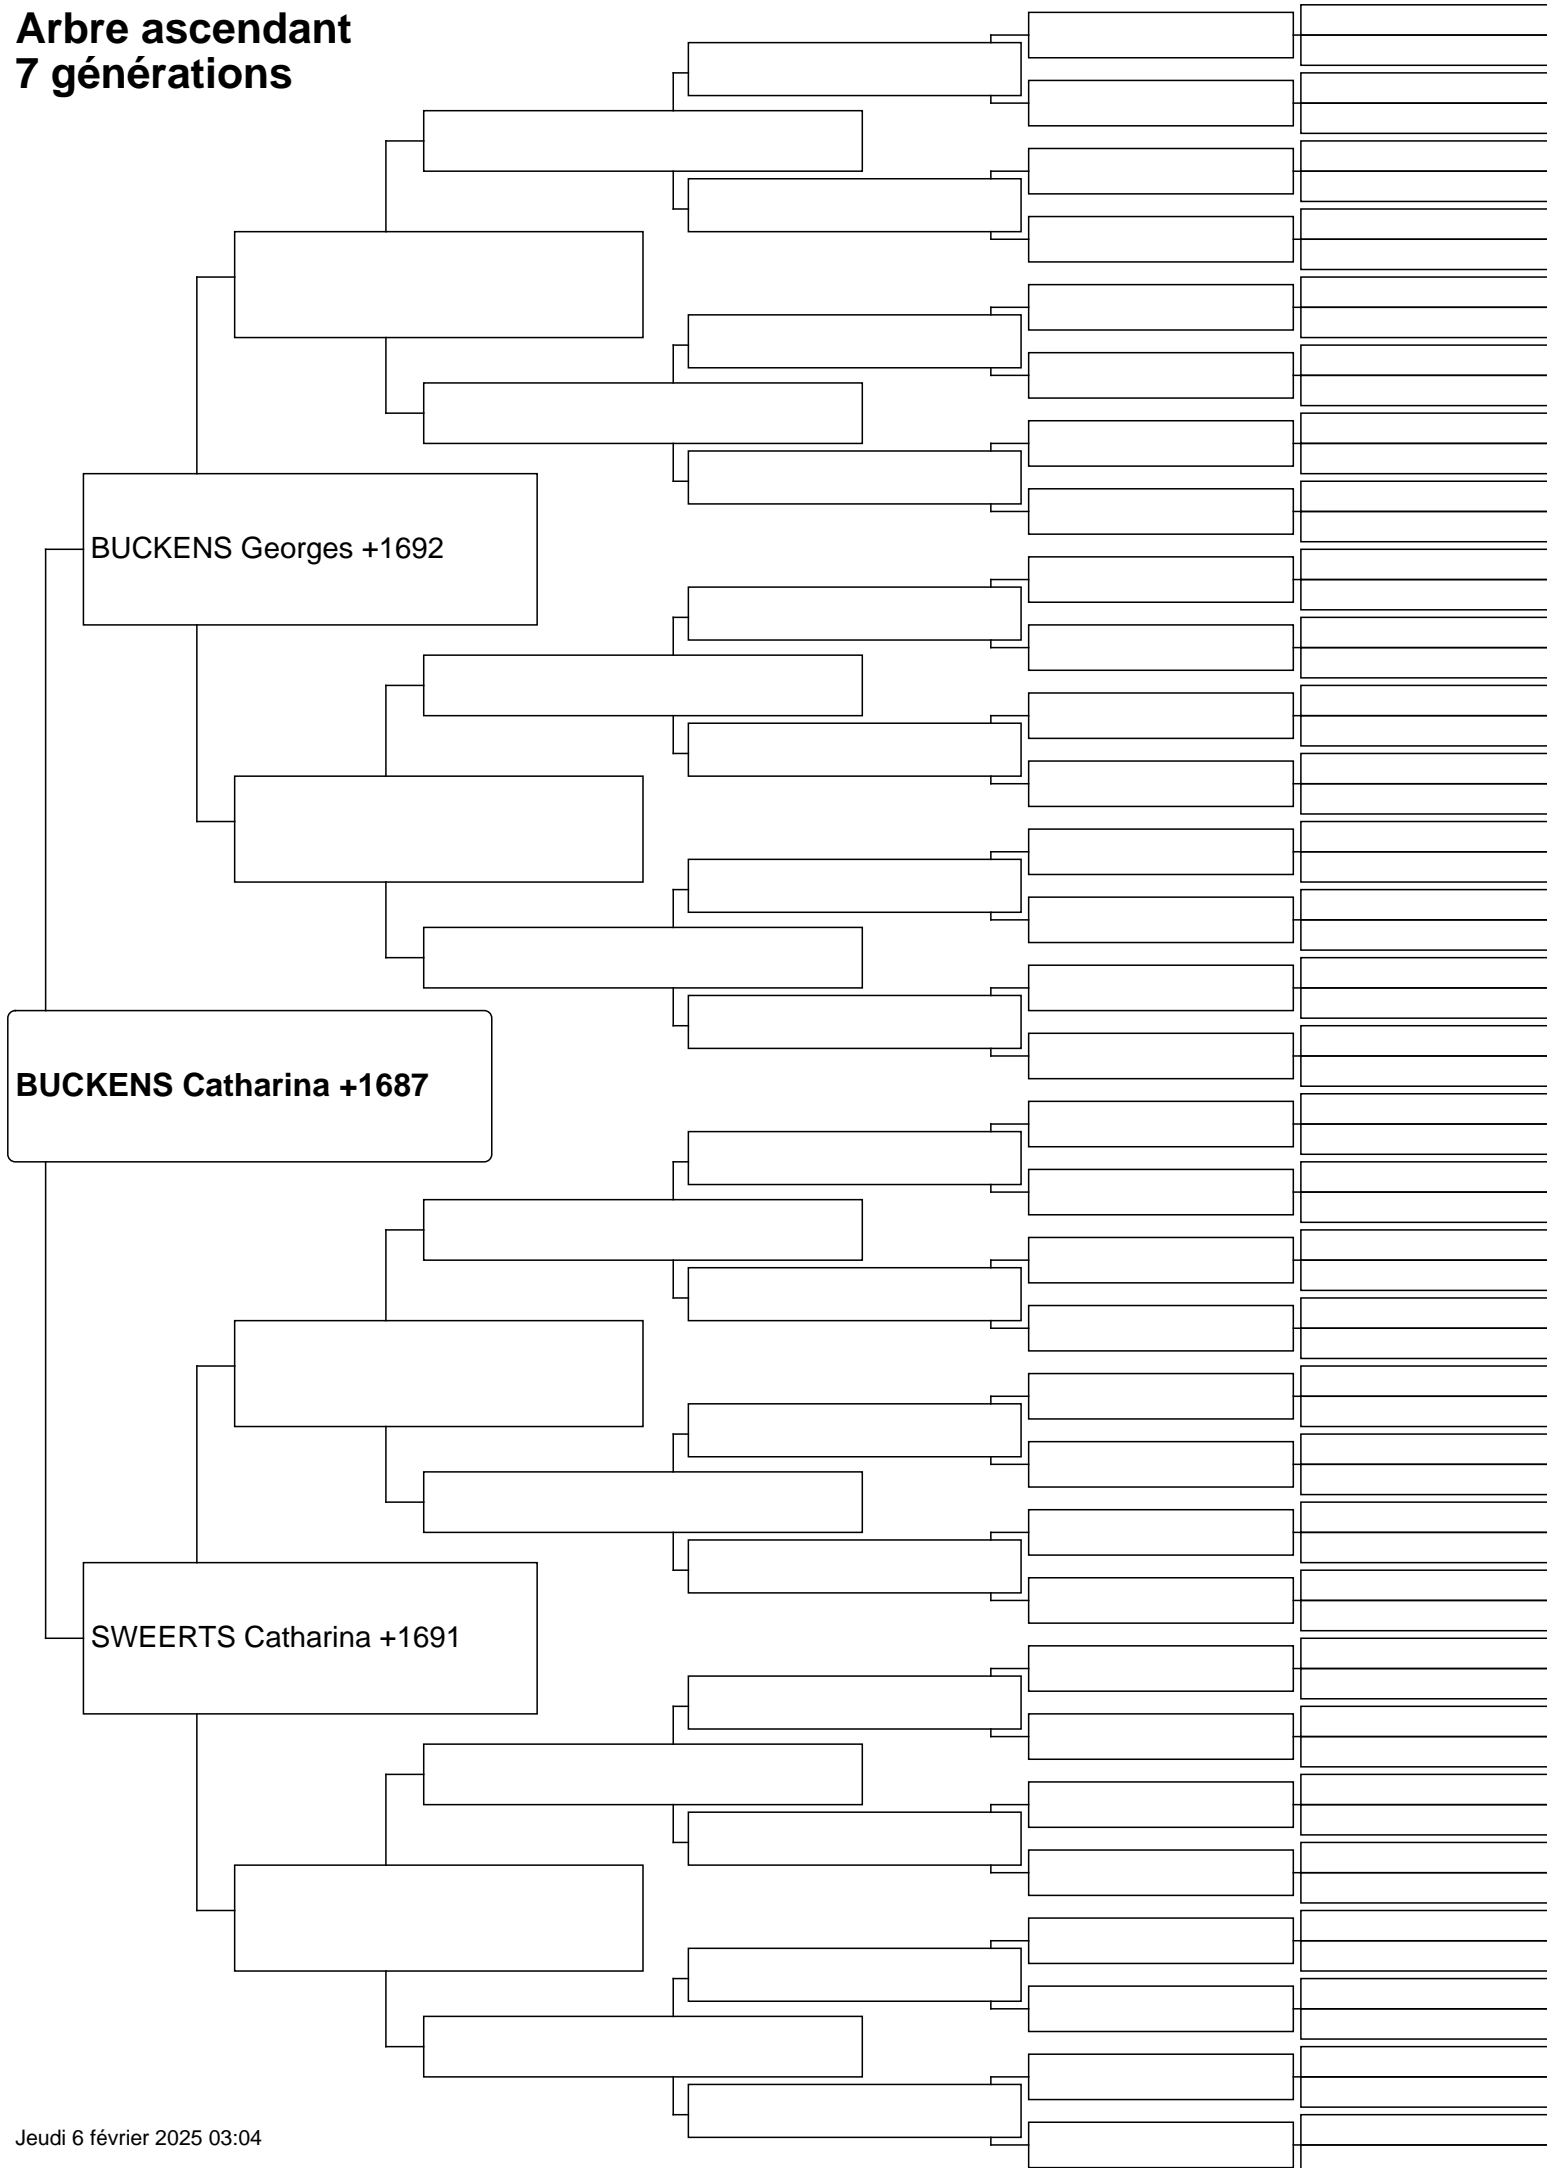 Arbre ascendant
7 générations
BUCKENS Georges +1692
BUCKENS Catharina +1687
SWEERTS Catharina +1691
Jeudi 6 février 2025 03:04